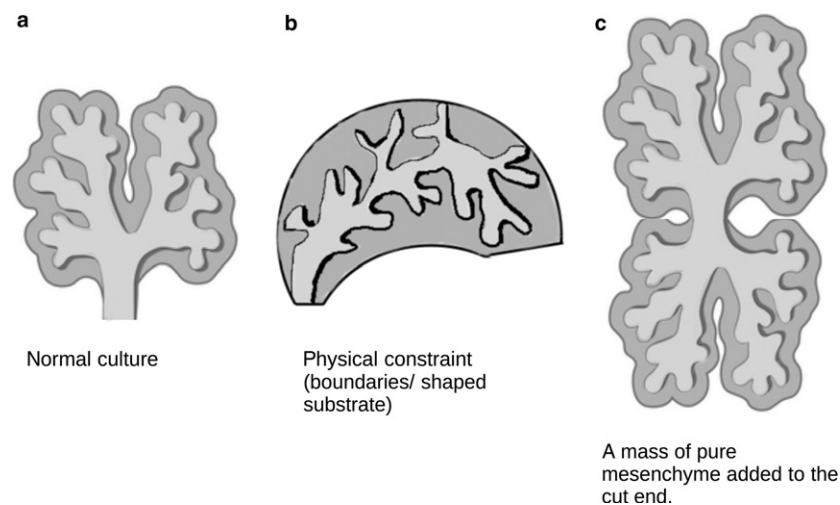 a
b
c
Normal culture
Physical constraint
(boundaries/ shaped
substrate)
A mass of pure
mesenchyme added to the
cut end.